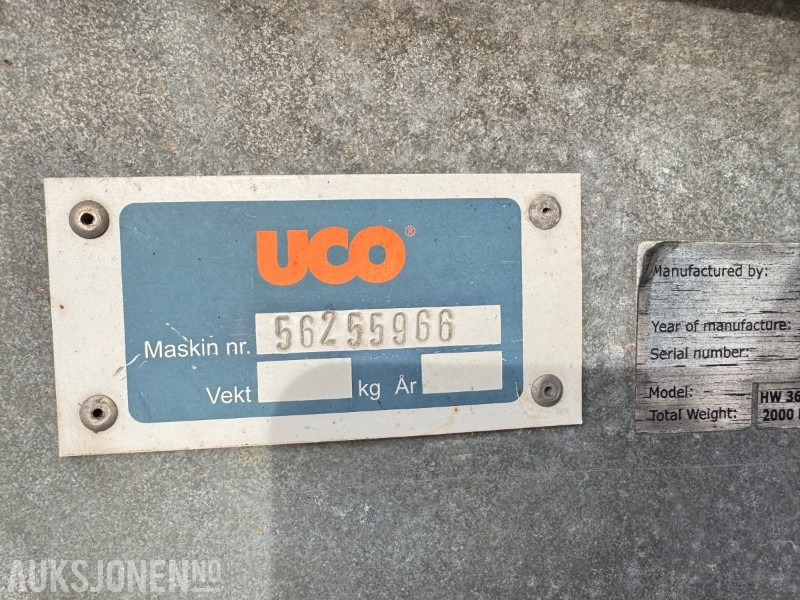 UCO®
Maskin nr. 56255966
Vekt kg År
Manufactured by:
Year of manufacture:
Serial number:
Model: HW 36
Total Weight: 2000
AUKSJONEN.NO